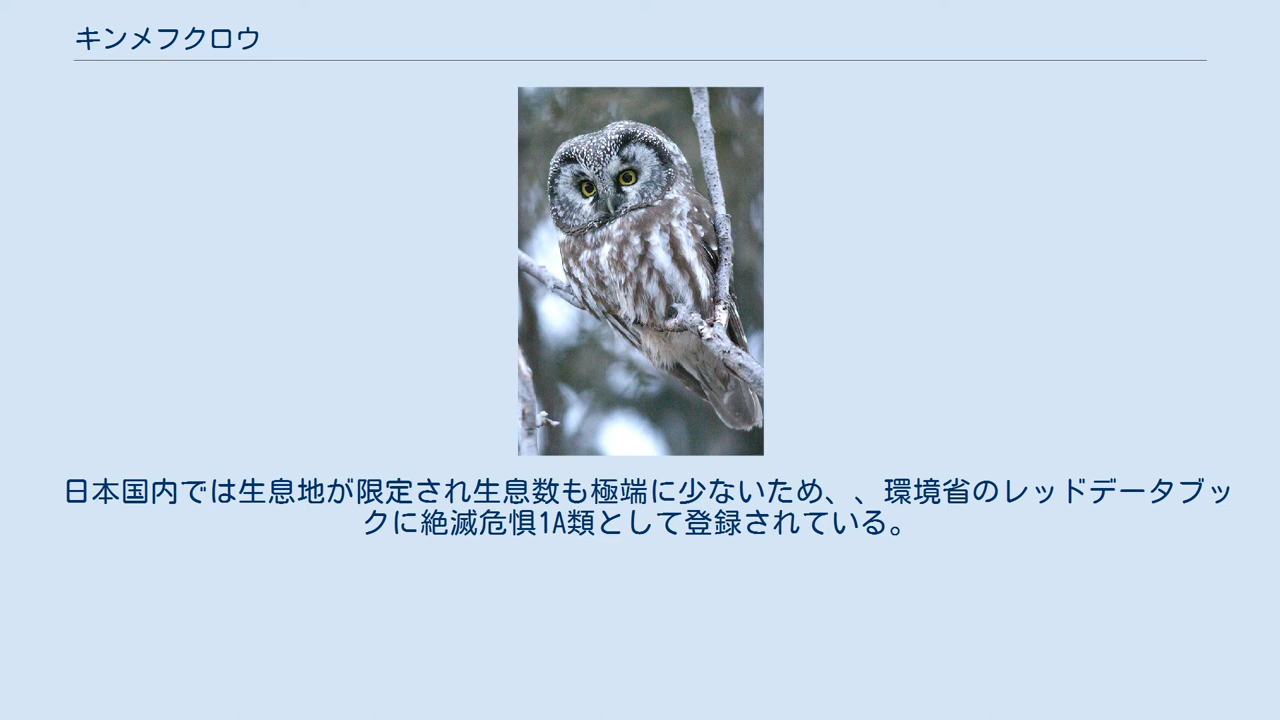 キンメフクロウ
日本国内では生息地が限定され生息数も極端に少ないため、、環境省のレッドデータブッ
クに絶滅危惧1A類として登録されている。